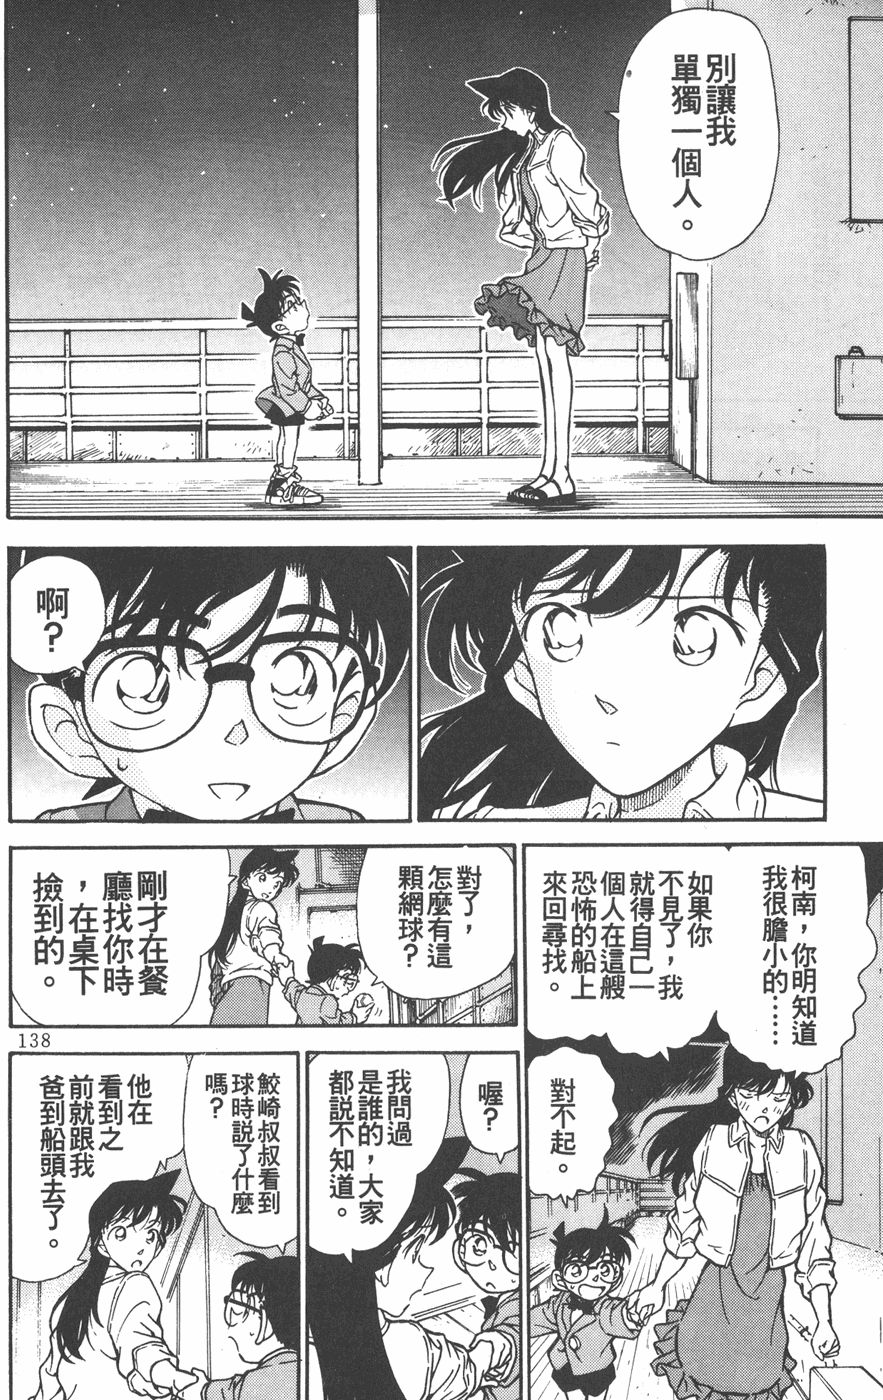 別讓我
單獨一個人。
啊？
柯南，你明知道
我很膽小的……
如果你
不見了，我
就得自己一
個人在這艘
恐怖的船上
來回尋找。
對不起。
對了，
怎麼有這
顆網球？
剛才在餐
廳找你時
，在桌下
撿到的。
喔？
我問過
是誰的，大家
都說不知道。
鮫崎叔叔看到
球時說了什麼
嗎？
他在
看到之
前就跟我
爸到船頭去了。
138